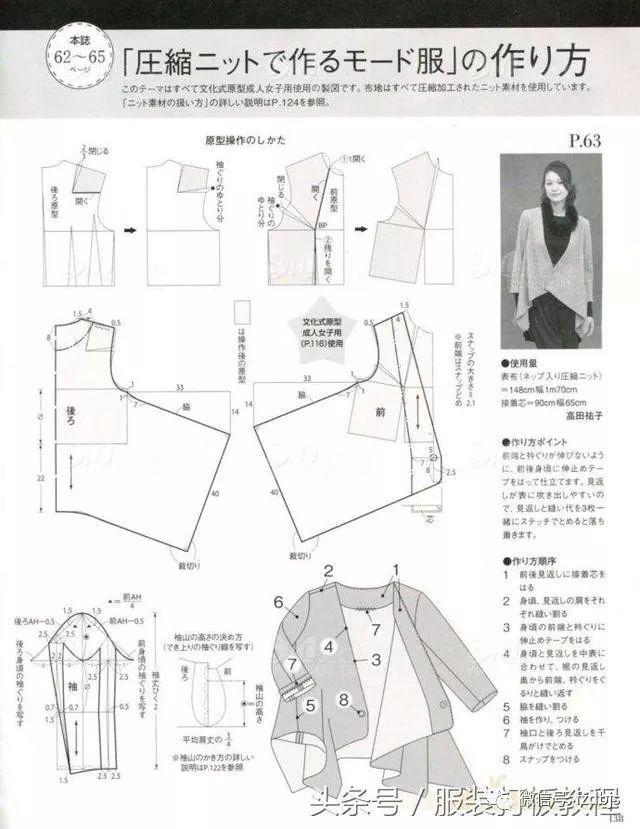 本誌
62〜65
ページ
「圧縮ニットで作るモード服」の作り方
このテーマはすべて文化式原型成人女子用使用の製図です。布地はすべて圧縮加工されたニット素材を使用しています。
「ニット素材の扱い方」の詳しい説明はP.124を参照。
原型操作のしかた
P.63
2/3閉じる
開く
後ろ原型
袖ぐりのゆとり分
閉じる
袖ぐりのゆとり分
①1開く
開く
前原型
BP
②残りを開く
は操作後の原型
文化式原型
成人女子用
(P.116)使用
スナップの大きさ=2.1
※前端はスナップどめ
1.5
4
0.5
8
後ろ
33
脇
14
40
22
裁切り
1.5
4
0.5
33
脇
前
14
40
5
7
8
2.5
1
7
芯
裁切り
●使用量
表布(ネップ入り圧縮ニット)
=148cm幅1m70cm
接着芯=90cm幅65cm
高田祐子
●作り方ポイント
前端と衿ぐりが伸びないよう
に、前後身頃に伸止めテー
プをはって仕立てます。見返
しが表に吹き出しやすいの
で、見返しと縫い代を3枚一
緒にステッチでとめると落ち
着きます。
●作り方順序
1 前後見返しに接着芯を
はる
2 身頃、見返しの肩をそれ
ぞれ縫い割る
3 身頃の前端と衿ぐりに
伸止めテープをはる
4 身頃と見返しを中表に
合わせて、裾の見返し
奥から前端、衿ぐりをぐ
るりと縫い返す
5 脇を縫い割る
6 袖を作り、つける
7 袖口と後ろ見返しを千
鳥がけでとめる
8 スナップをつける
▲=前AH/4
後ろAH-0.5
前AH-0.5
1.5
1.5
2.5
2.5
後ろ身頃の袖ぐりを写す
前身頃の袖ぐりを写す
袖
袖丈ひく2
0.7
0.7
1.5
1.5
0.5
0.5
袖山の高さの決め方
(でき上りの袖ぐり線を写す)
後ろ
前
袖山の高さ
平均肩丈の3/4
※袖山のかき方の詳しい
説明はP.122を参照
1
2
3
4
5
6
7
7
8
头条号/服装打板教程
138